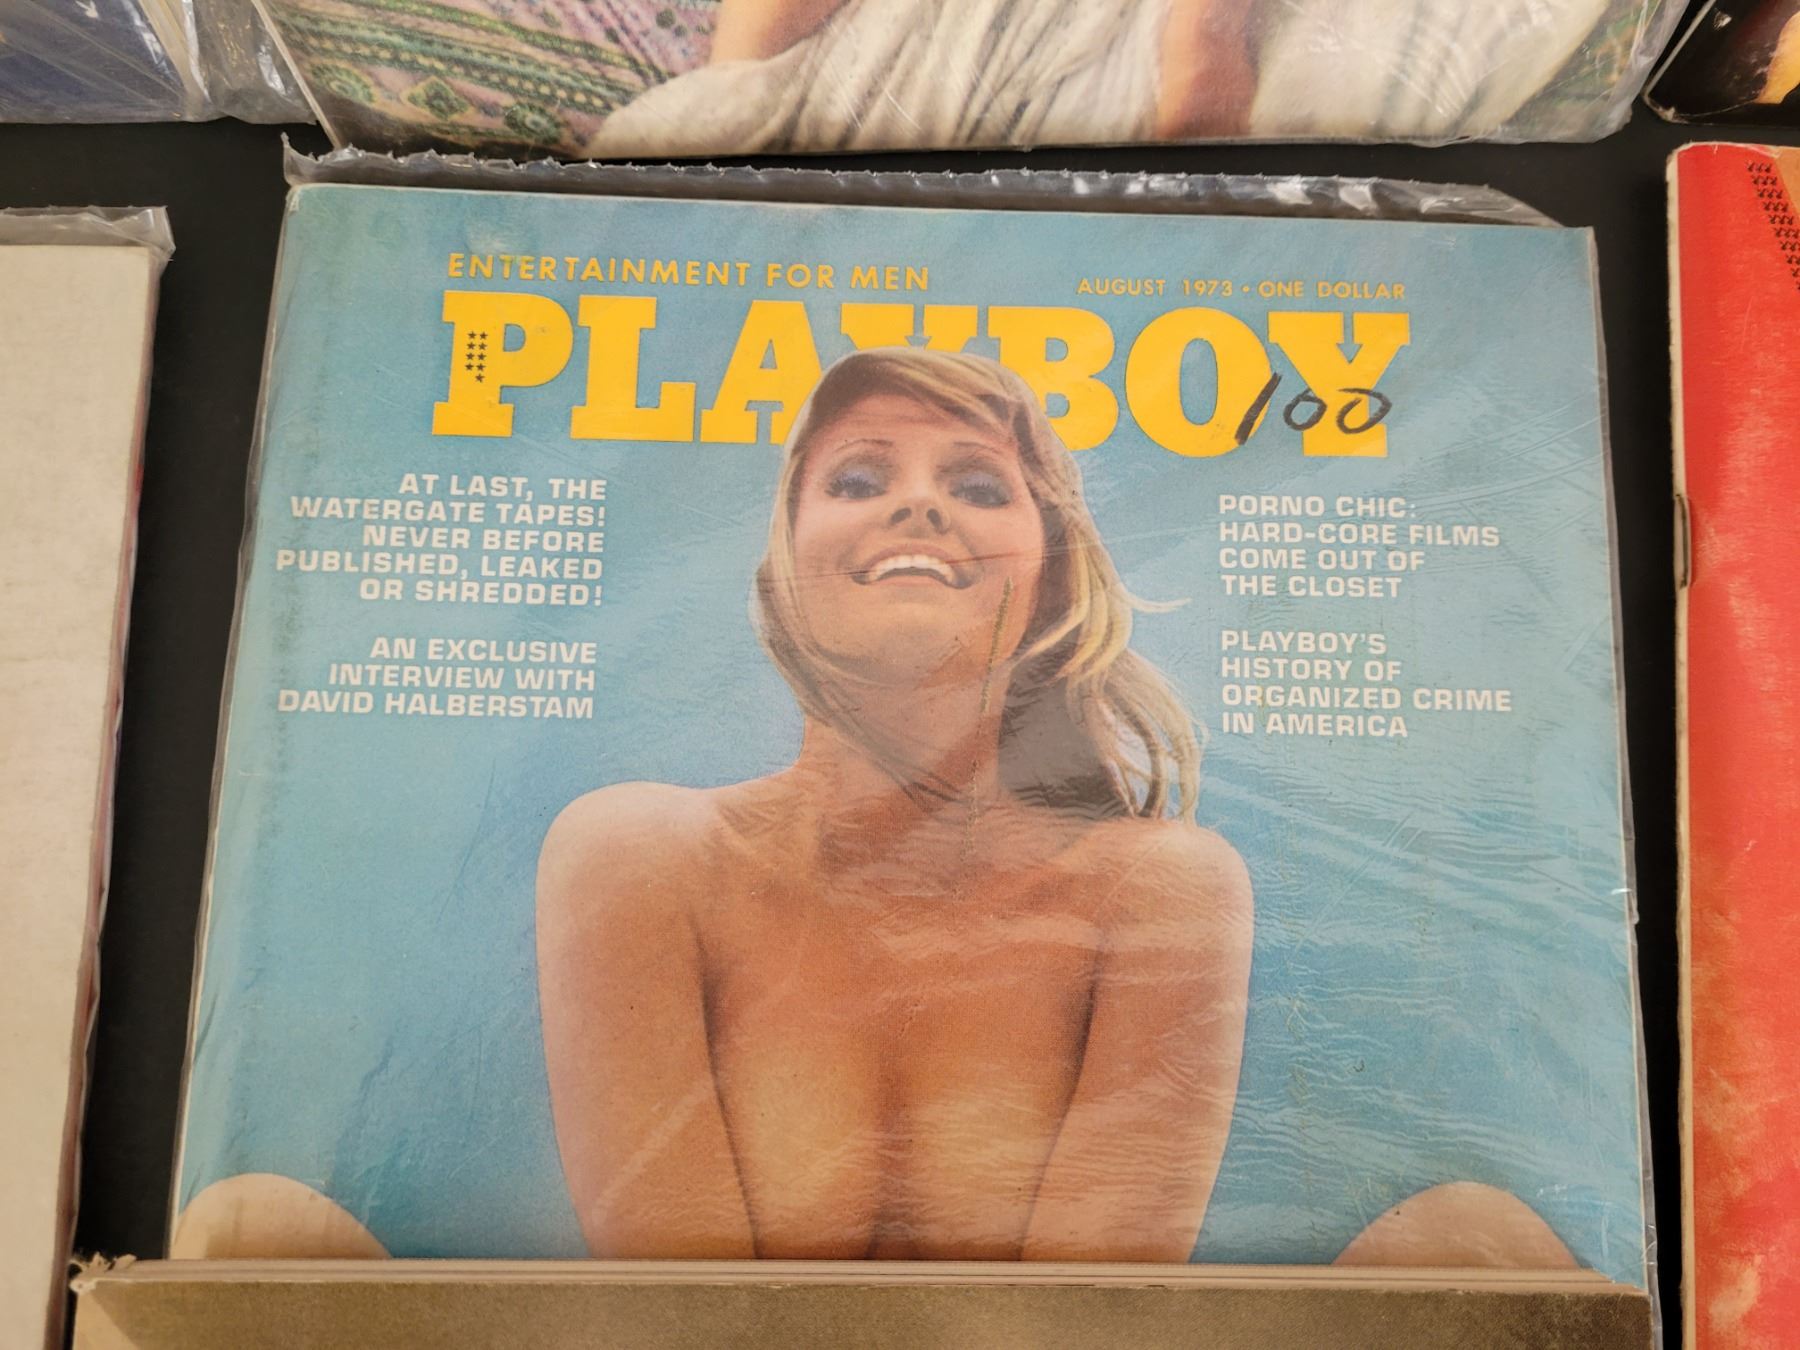 ENTERTAINMENT FOR MEN
AUGUST 1973 • ONE DOLLAR
PLAYBOY
100
AT LAST, THE
WATERGATE TAPES!
NEVER BEFORE
PUBLISHED, LEAKED
OR SHREDDED!
AN EXCLUSIVE
INTERVIEW WITH
DAVID HALBERSTAM
PORNO CHIC:
HARD-CORE FILMS
COME OUT OF
THE CLOSET
PLAYBOY'S
HISTORY OF
ORGANIZED CRIME
IN AMERICA